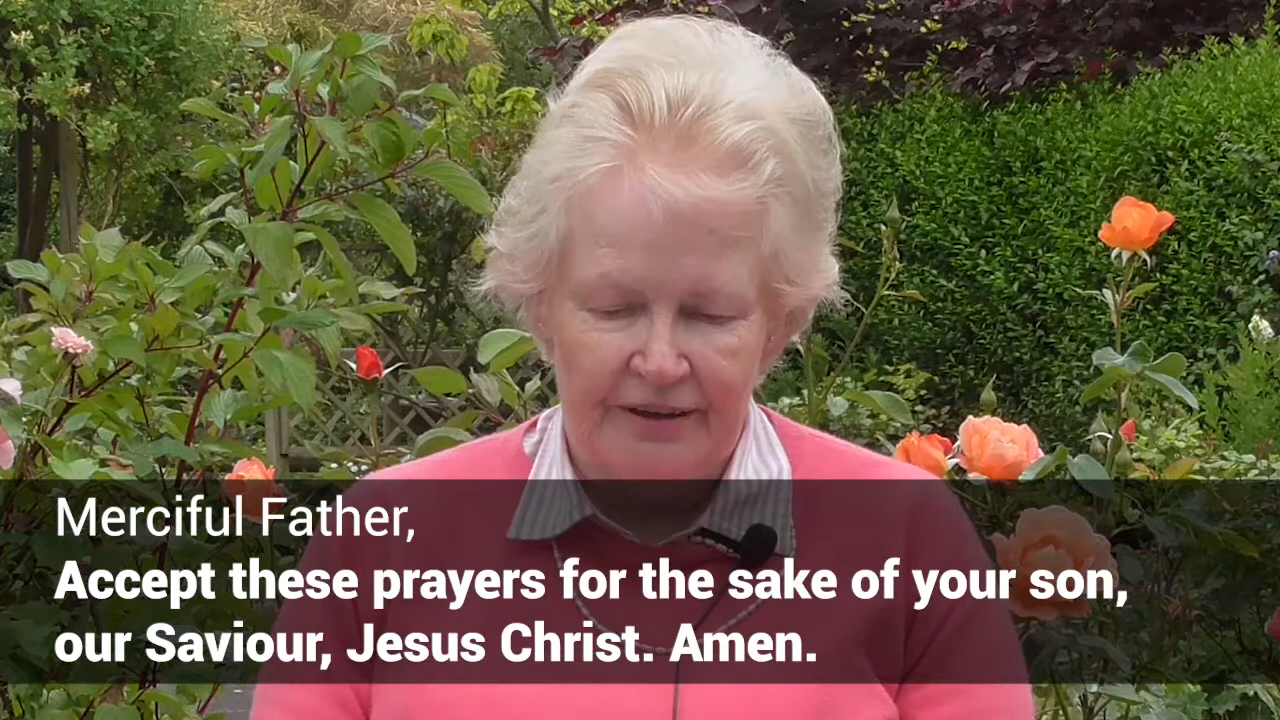 Merciful Father,
Accept these prayers for the sake of your son,
our Saviour, Jesus Christ. Amen.